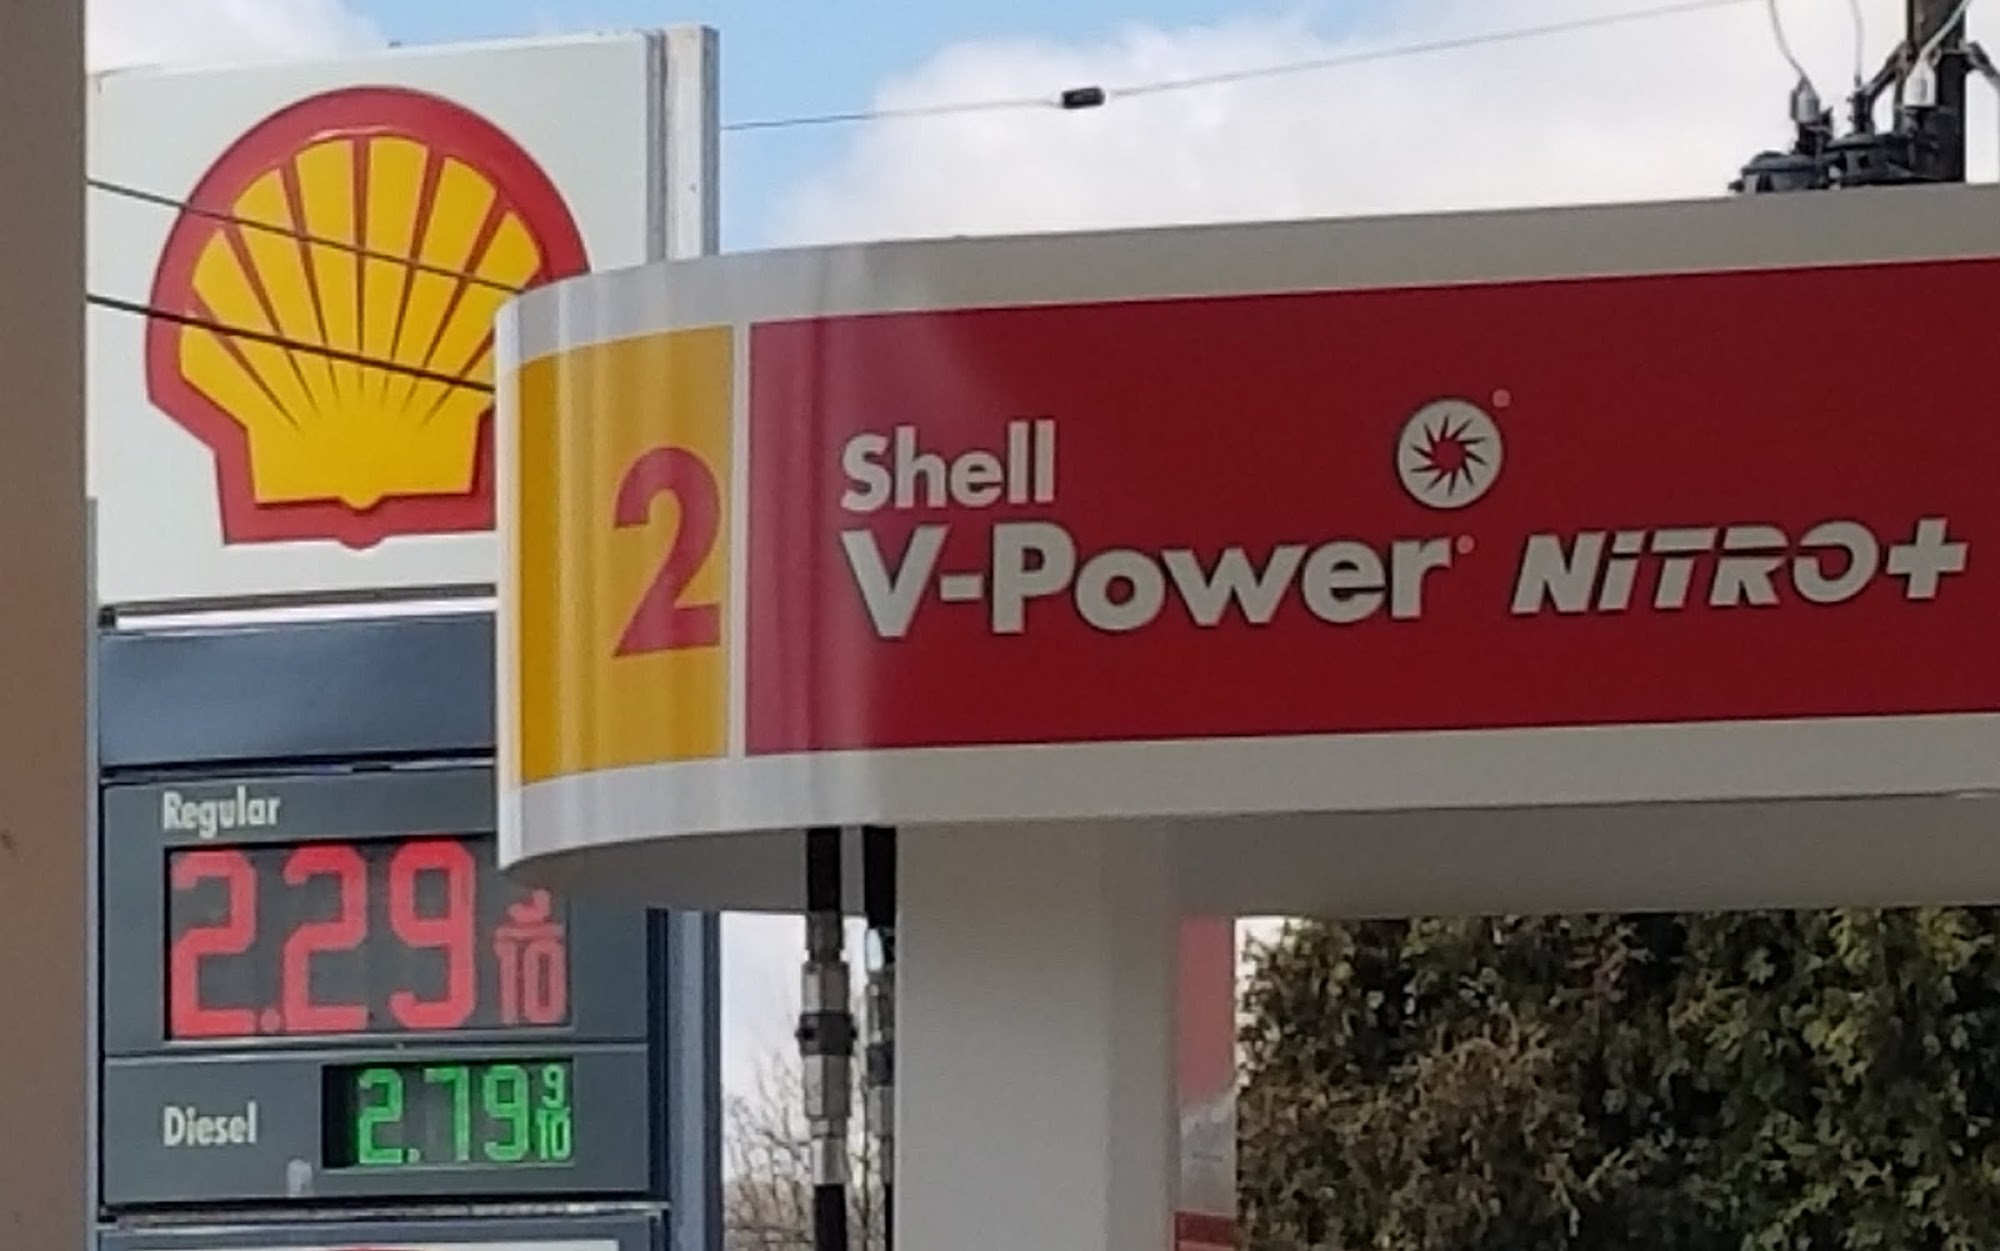 2
Shell
V-Power® NiTRO+
Regular
2.29 9/10
Diesel
2.79 9/10